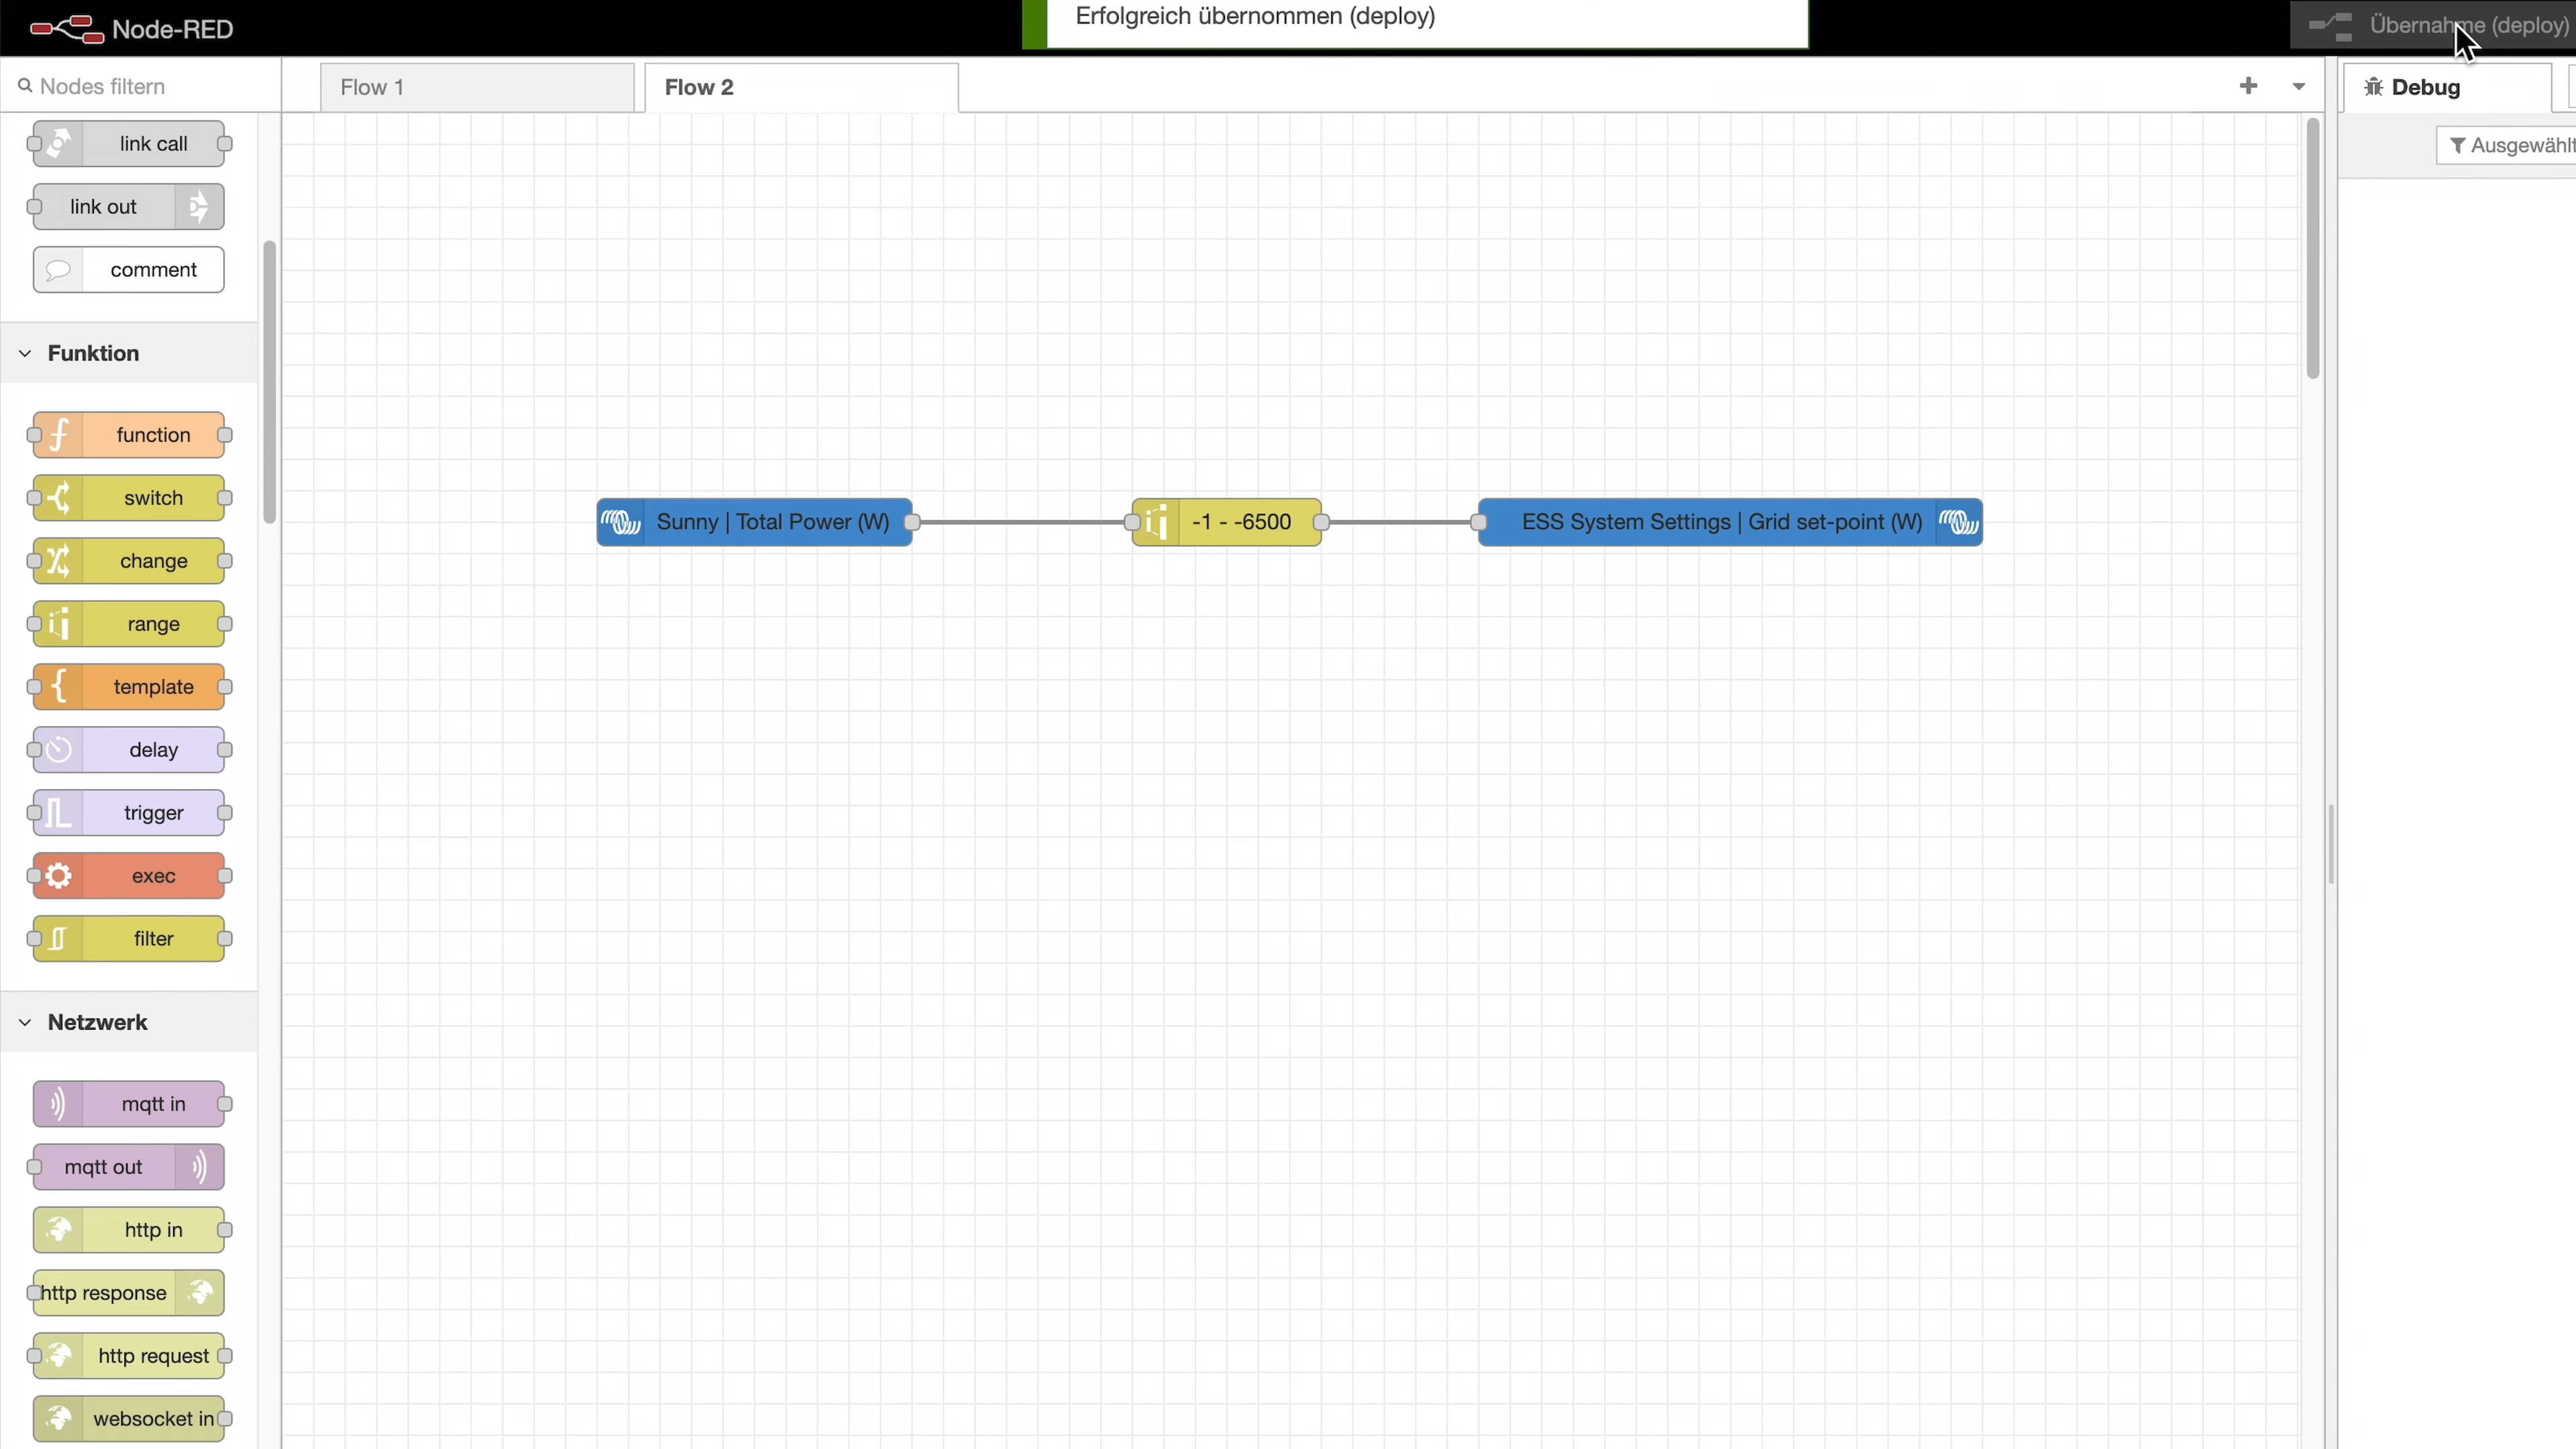 Node-RED
Erfolgreich übernommen (deploy)
Übernahme (deploy)
Nodes filtern
Flow 1
Flow 2
Debug
Ausgewählt
link call
link out
comment
Funktion
function
switch
change
range
template
delay
trigger
exec
filter
Sunny | Total Power (W)
-1 - -6500
ESS System Settings | Grid set-point (W)
Netzwerk
mqtt in
mqtt out
http in
http response
http request
websocket in